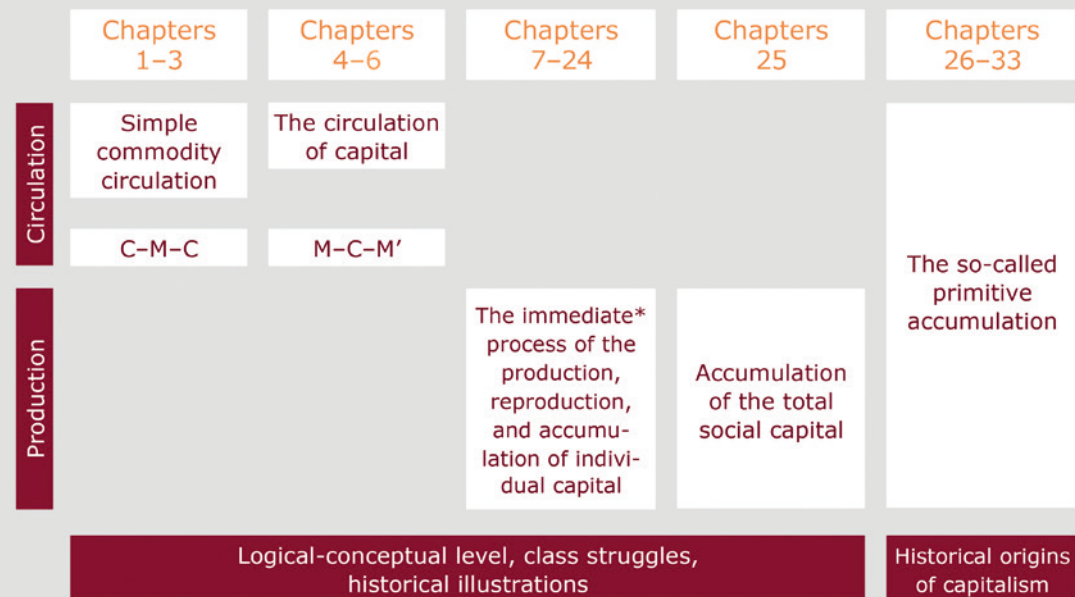 Chapters
1–3
Chapters
4–6
Chapters
7–24
Chapters
25
Chapters
26–33
Circulation
Simple
commodity
circulation
The circulation
of capital
C–M–C
M–C–M′
The so-called
primitive
accumulation
Production
The immediate*
process of the
production,
reproduction,
and accumu-
lation of indivi-
dual capital
Accumulation
of the total
social capital
Logical-conceptual level, class struggles,
historical illustrations
Historical origins
of capitalism